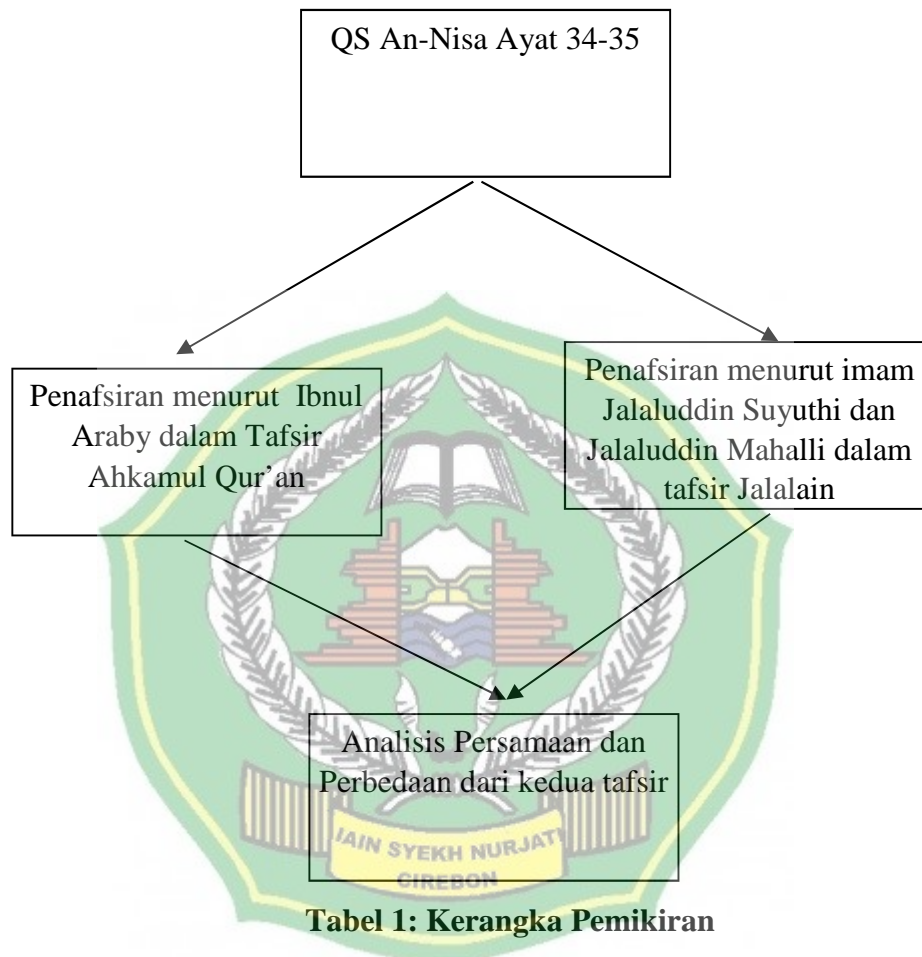 QS An-Nisa Ayat 34-35
Penafsiran menurut Ibnul
Araby dalam Tafsir
Ahkamul Qur’an
Penafsiran menurut imam
Jalaluddin Suyuthi dan
Jalaluddin Mahalli dalam
tafsir Jalalain
Analisis Persamaan dan
Perbedaan dari kedua tafsir
IAIN SYEKH NURJATI
CIREBON
Tabel 1: Kerangka Pemikiran